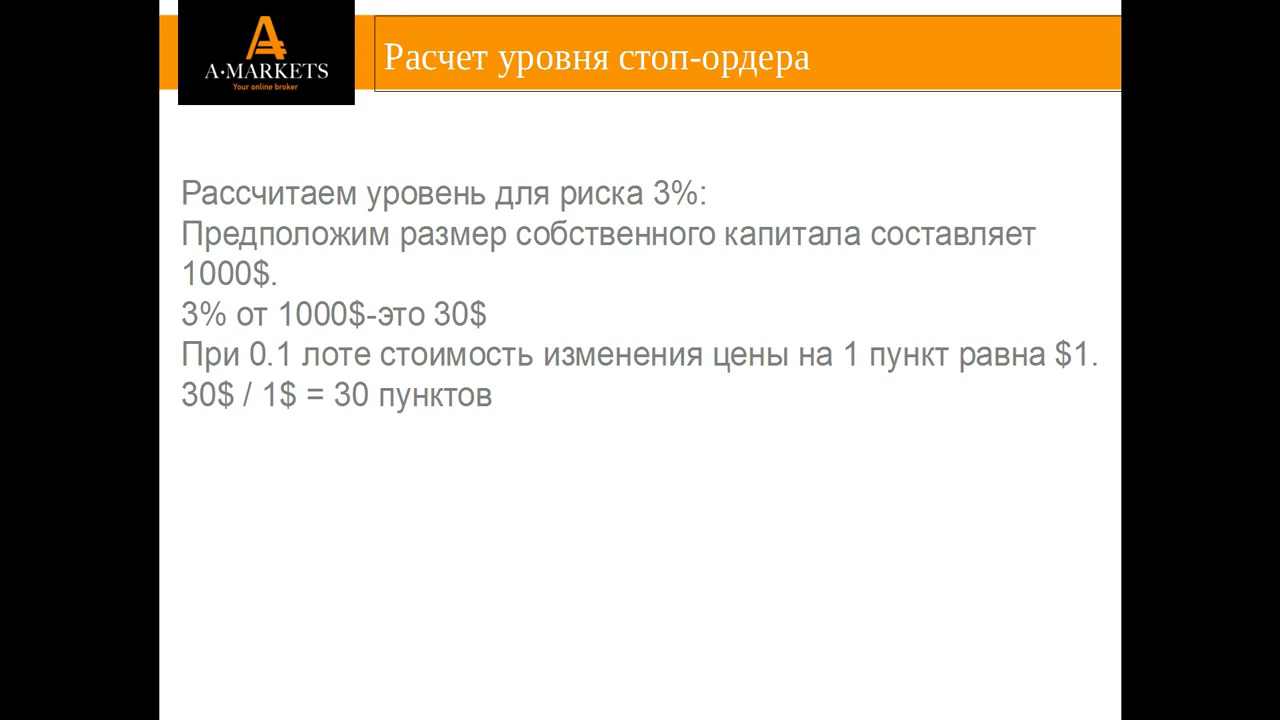 A·MARKETS
Your online broker
Расчет уровня стоп-ордера
Рассчитаем уровень для риска 3%:
Предположим размер собственного капитала составляет
1000$.
3% от 1000$-это 30$
При 0.1 лоте стоимость изменения цены на 1 пункт равна $1.
30$ / 1$ = 30 пунктов